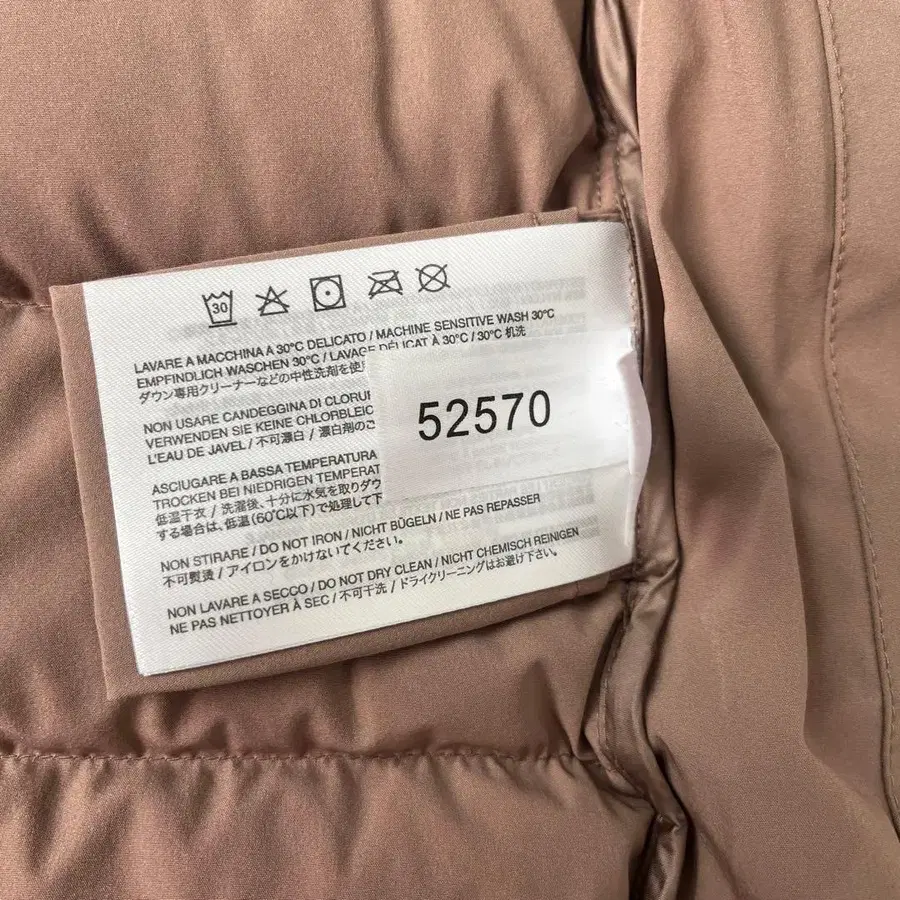 30
LAVARE A MACCHINA A 30°C DELICATO / MACHINE SENSITIVE WASH 30°C
EMPFINDLICH WASCHEN 30°C / LAVAGE DÉLICAT À 30°C / 30°C 机洗
ダウン専用クリーナーなどの中性洗剤を使
NON USARE CANDEGGINA DI
VERWENDEN SIE KEINE CHLORBLEIC
L'EAU DE JAVEL / 不可漂白 / 漂白剤のご
52570
ASCIUGARE A BASSA TEMPERATURA
TROCKEN BEI NIEDRIGEN TEMPERAT
低温干衣 / 洗濯後、十分に水気を取りダウ
する場合は、低温(60℃以下)で処理して下
NON STIRARE / DO NOT IRON / NICHT BÜGELN / NE PAS REPASSER
不可熨烫 / アイロンをかけないでください。
NON LAVARE A SECCO / DO NOT DRY CLEAN / NICHT CHEMISCH REINIGEN
NE PAS NETTOYER À SEC / 不可干洗 / ドライクリーニングはお避け下さい。